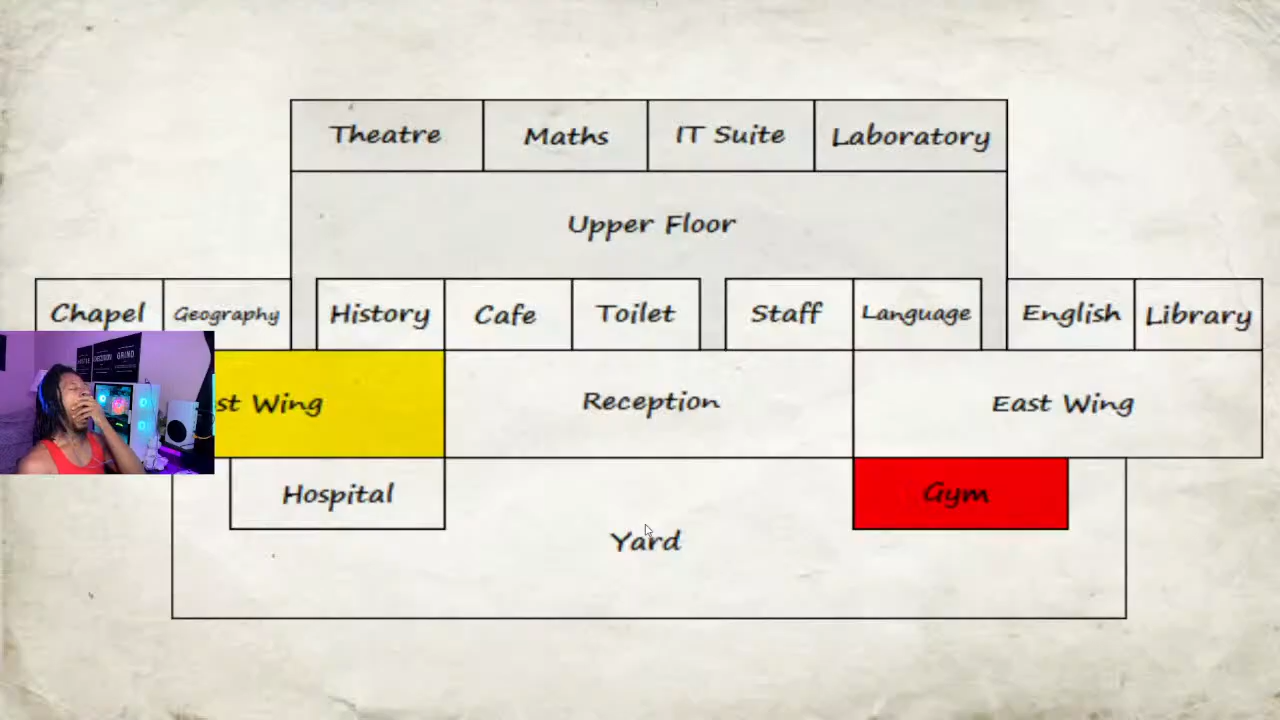 Theatre
Maths
IT Suite
Laboratory
Upper Floor
Chapel
Geography
History
Cafe
Toilet
Staff
Language
English
Library
st Wing
Reception
East Wing
Hospital
Gym
Yard